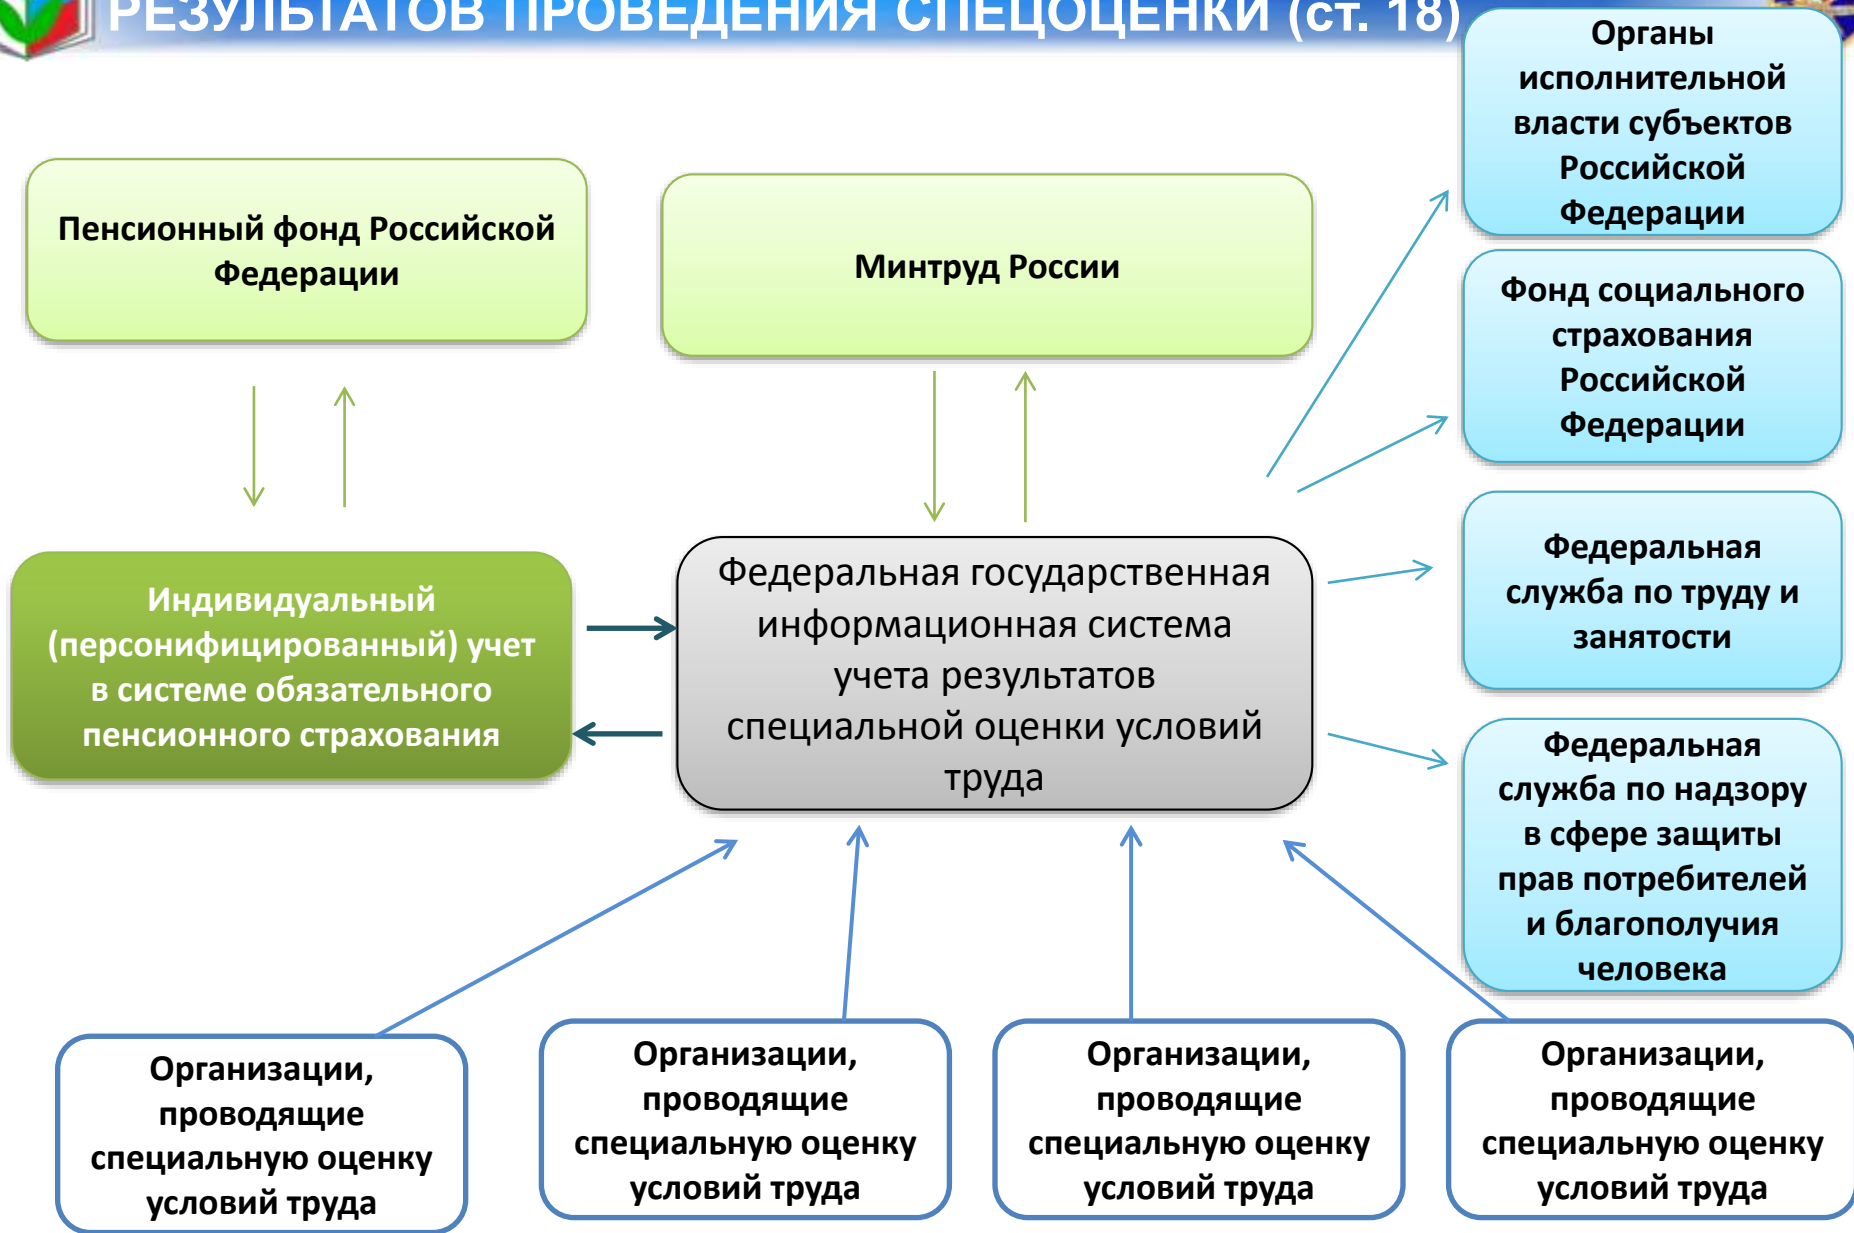 РЕЗУЛЬТАТОВ ПРОВЕДЕНИЯ СПЕЦОЦЕНКИ (ст. 18)
Органы
исполнительной
власти субъектов
Российской
Федерации
Пенсионный фонд Российской
Федерации
Минтруд России
Фонд социального
страхования
Российской
Федерации
Индивидуальный
(персонифицированный) учет
в системе обязательного
пенсионного страхования
Федеральная государственная
информационная система
учета результатов
специальной оценки условий
труда
Федеральная
служба по труду и
занятости
Федеральная
служба по надзору
в сфере защиты
прав потребителей
и благополучия
человека
Организации,
проводящие
специальную оценку
условий труда
Организации,
проводящие
специальную оценку
условий труда
Организации,
проводящие
специальную оценку
условий труда
Организации,
проводящие
специальную оценку
условий труда